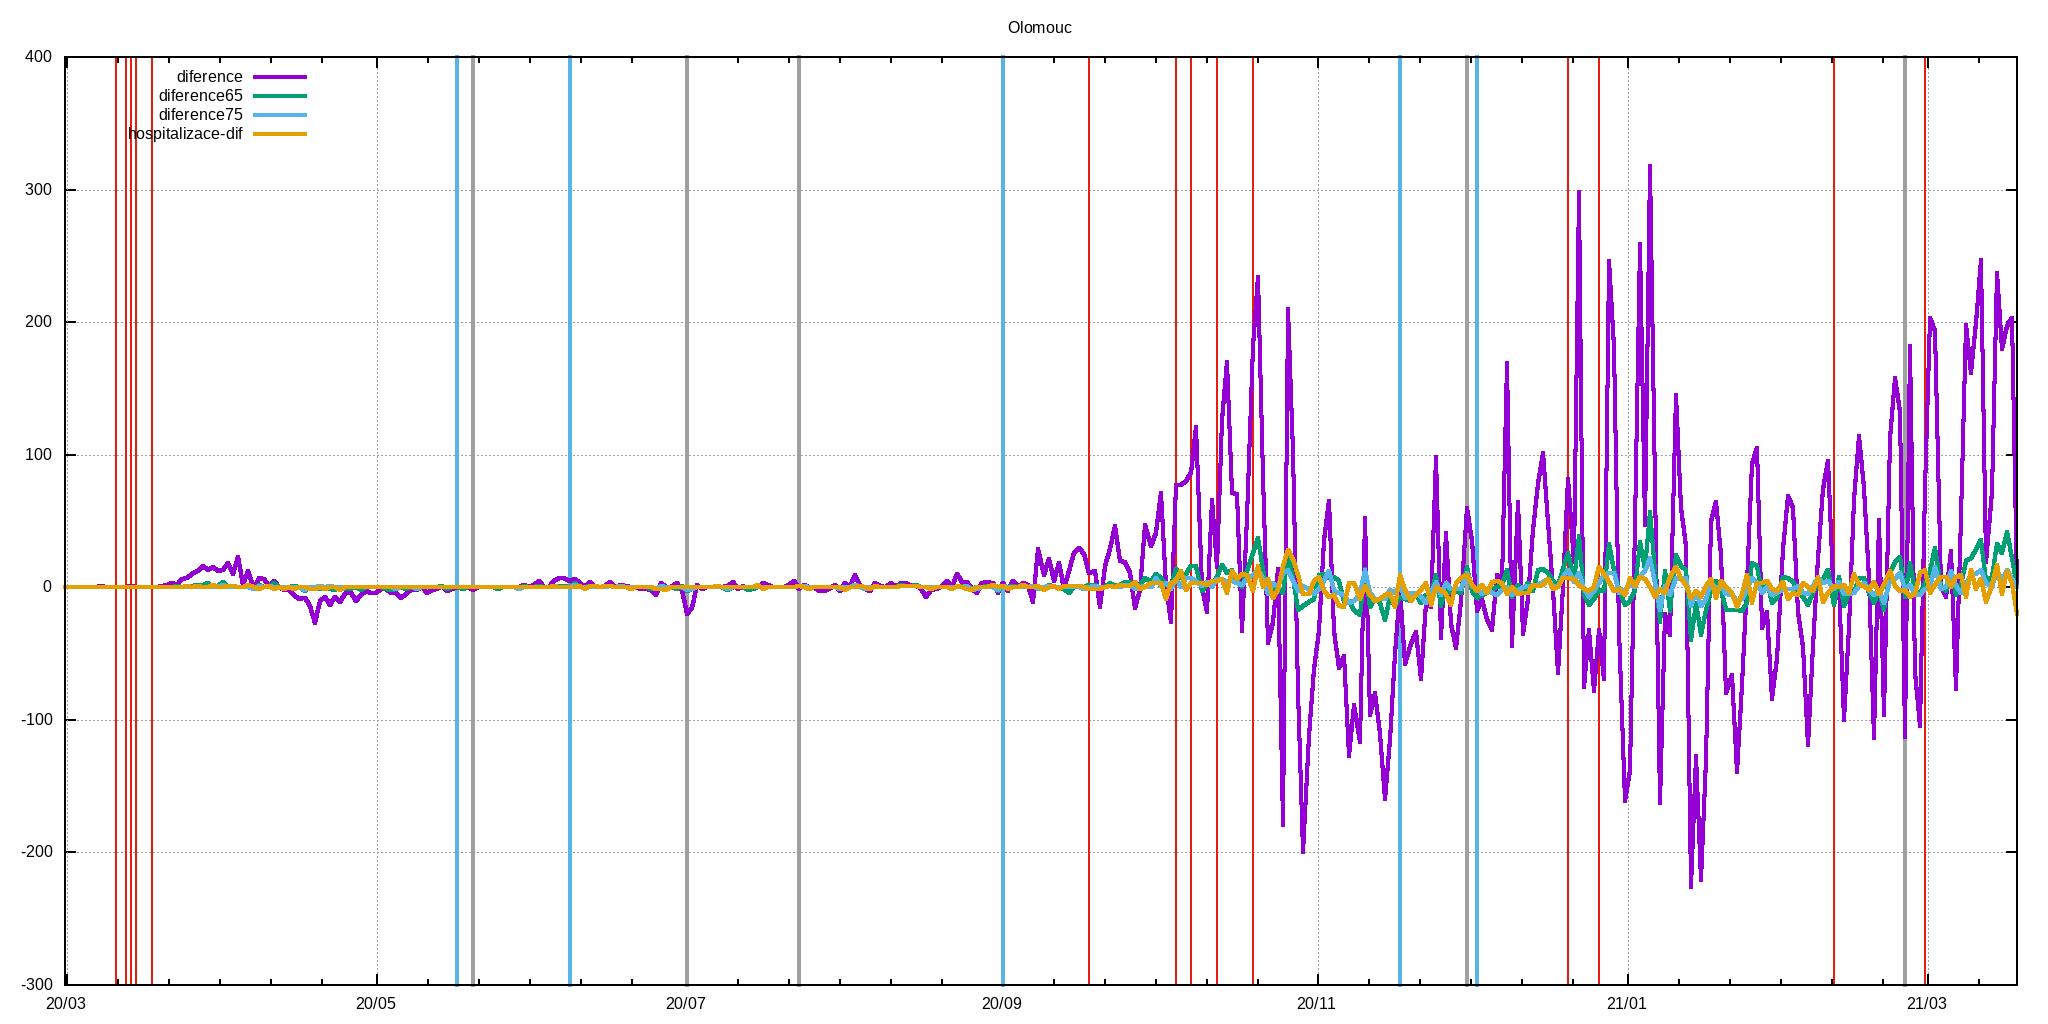 Olomouc
400
300
200
100
0
-100
-200
-300
diference
diference65
diference75
hospitalizace-dif
20/03 20/05 20/07 20/09 20/11 21/01 21/03